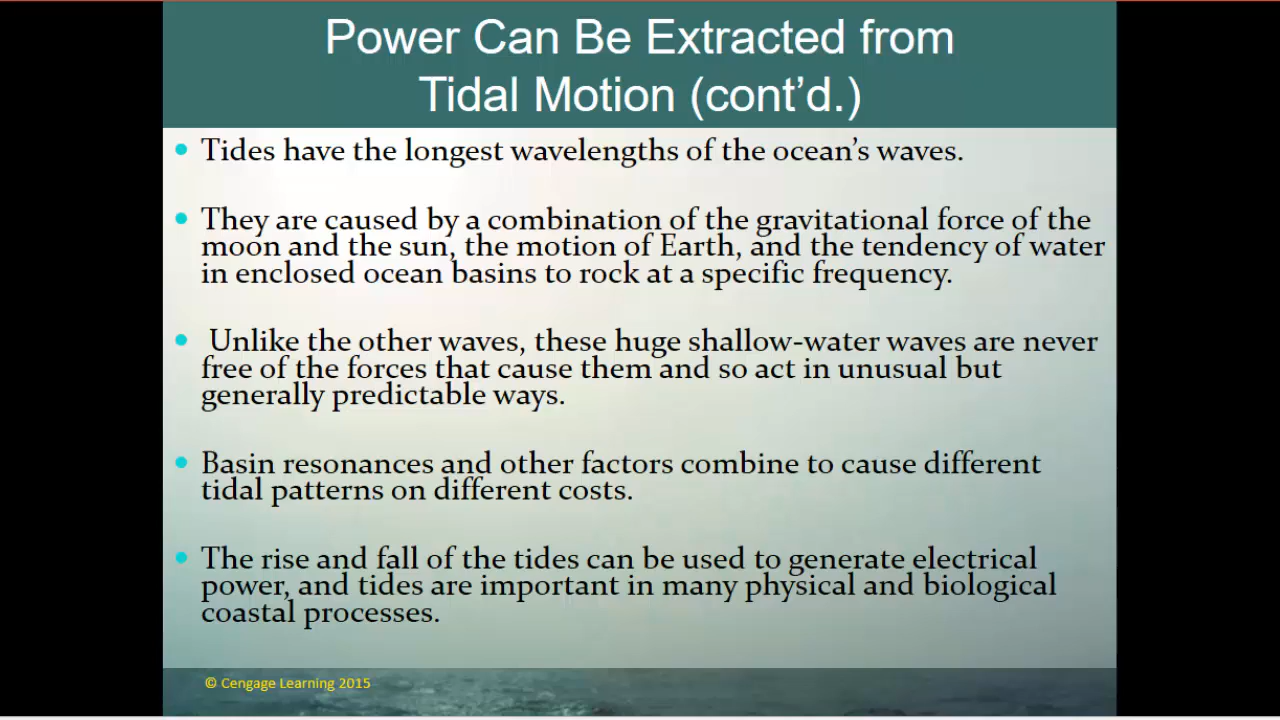 Power Can Be Extracted from
Tidal Motion (cont’d.)
• Tides have the longest wavelengths of the ocean’s waves.
• They are caused by a combination of the gravitational force of the
moon and the sun, the motion of Earth, and the tendency of water
in enclosed ocean basins to rock at a specific frequency.
• Unlike the other waves, these huge shallow-water waves are never
free of the forces that cause them and so act in unusual but
generally predictable ways.
• Basin resonances and other factors combine to cause different
tidal patterns on different costs.
• The rise and fall of the tides can be used to generate electrical
power, and tides are important in many physical and biological
coastal processes.
© Cengage Learning 2015